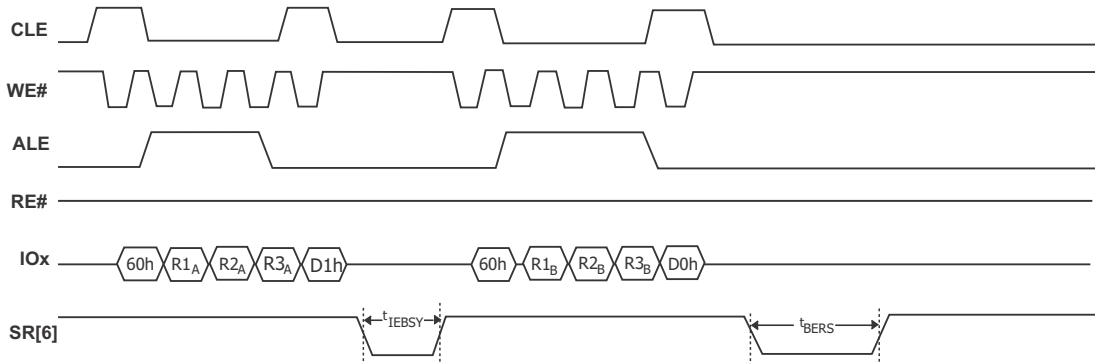 CLE
WE#
ALE
RE#
IOx 60h R1A R2A R3A D1h 60h R1B R2B R3B D0h
SR[6] tIEBSY tBERS